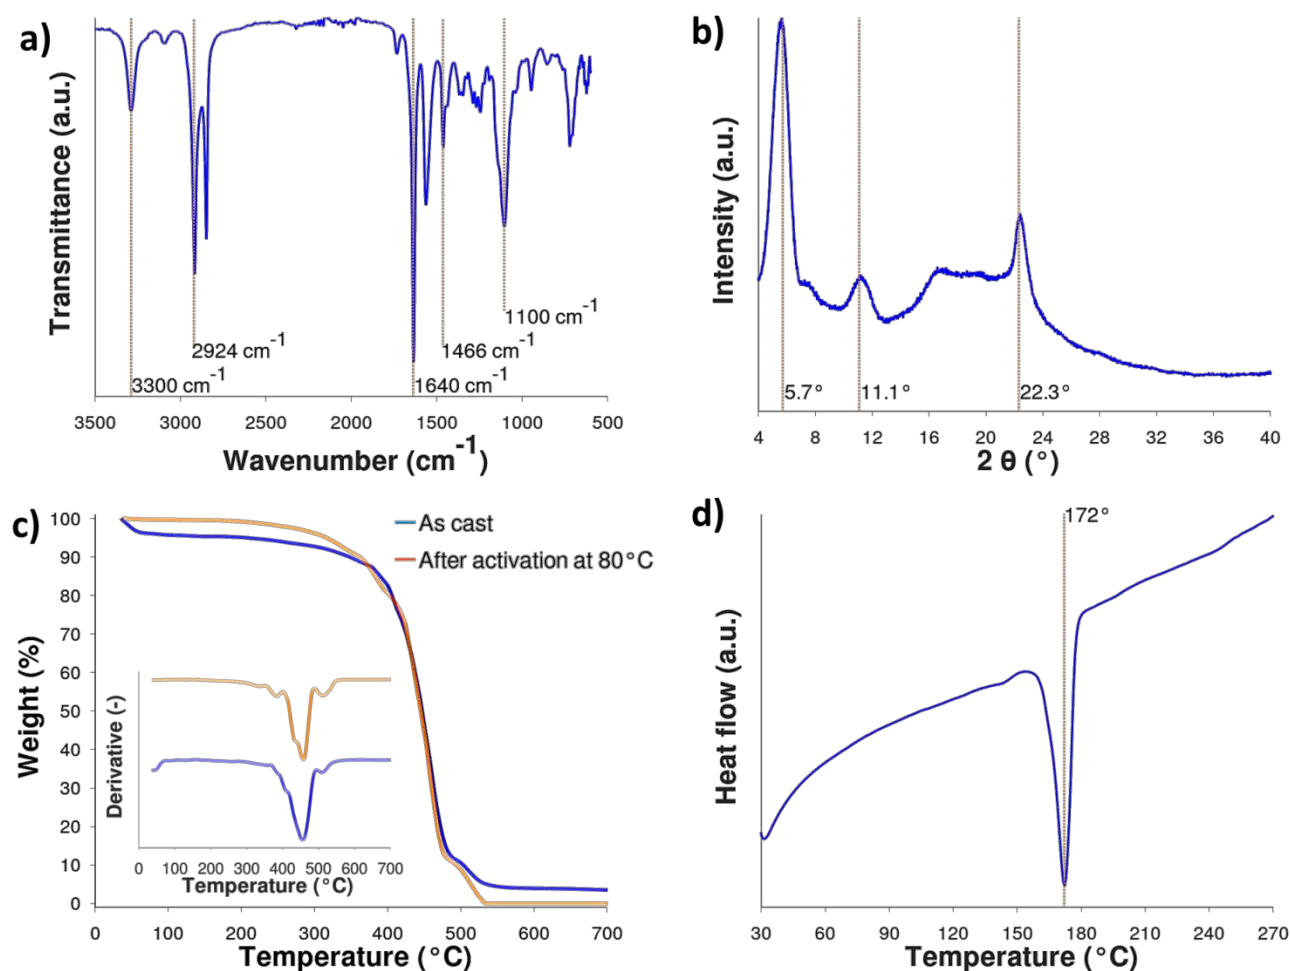 a)
Transmittance (a.u.)
3300 cm-1
2924 cm-1
1640 cm-1
1466 cm-1
1100 cm-1
3500 3000 2500 2000 1500 1000 500
Wavenumber (cm-1)
b)
Intensity (a.u.)
5.7°
11.1°
22.3°
4 8 12 16 20 24 28 32 36 40
2 θ (°)
c)
As cast
After activation at 80°C
Weight (%)
100
90
80
70
60
50
40
30
20
10
0
Derivative (-)
0 100 200 300 400 500 600 700
Temperature (°C)
0 100 200 300 400 500 600 700
Temperature (°C)
d)
172°
Heat flow (a.u.)
30 60 90 120 150 180 210 240 270
Temperature (°C)